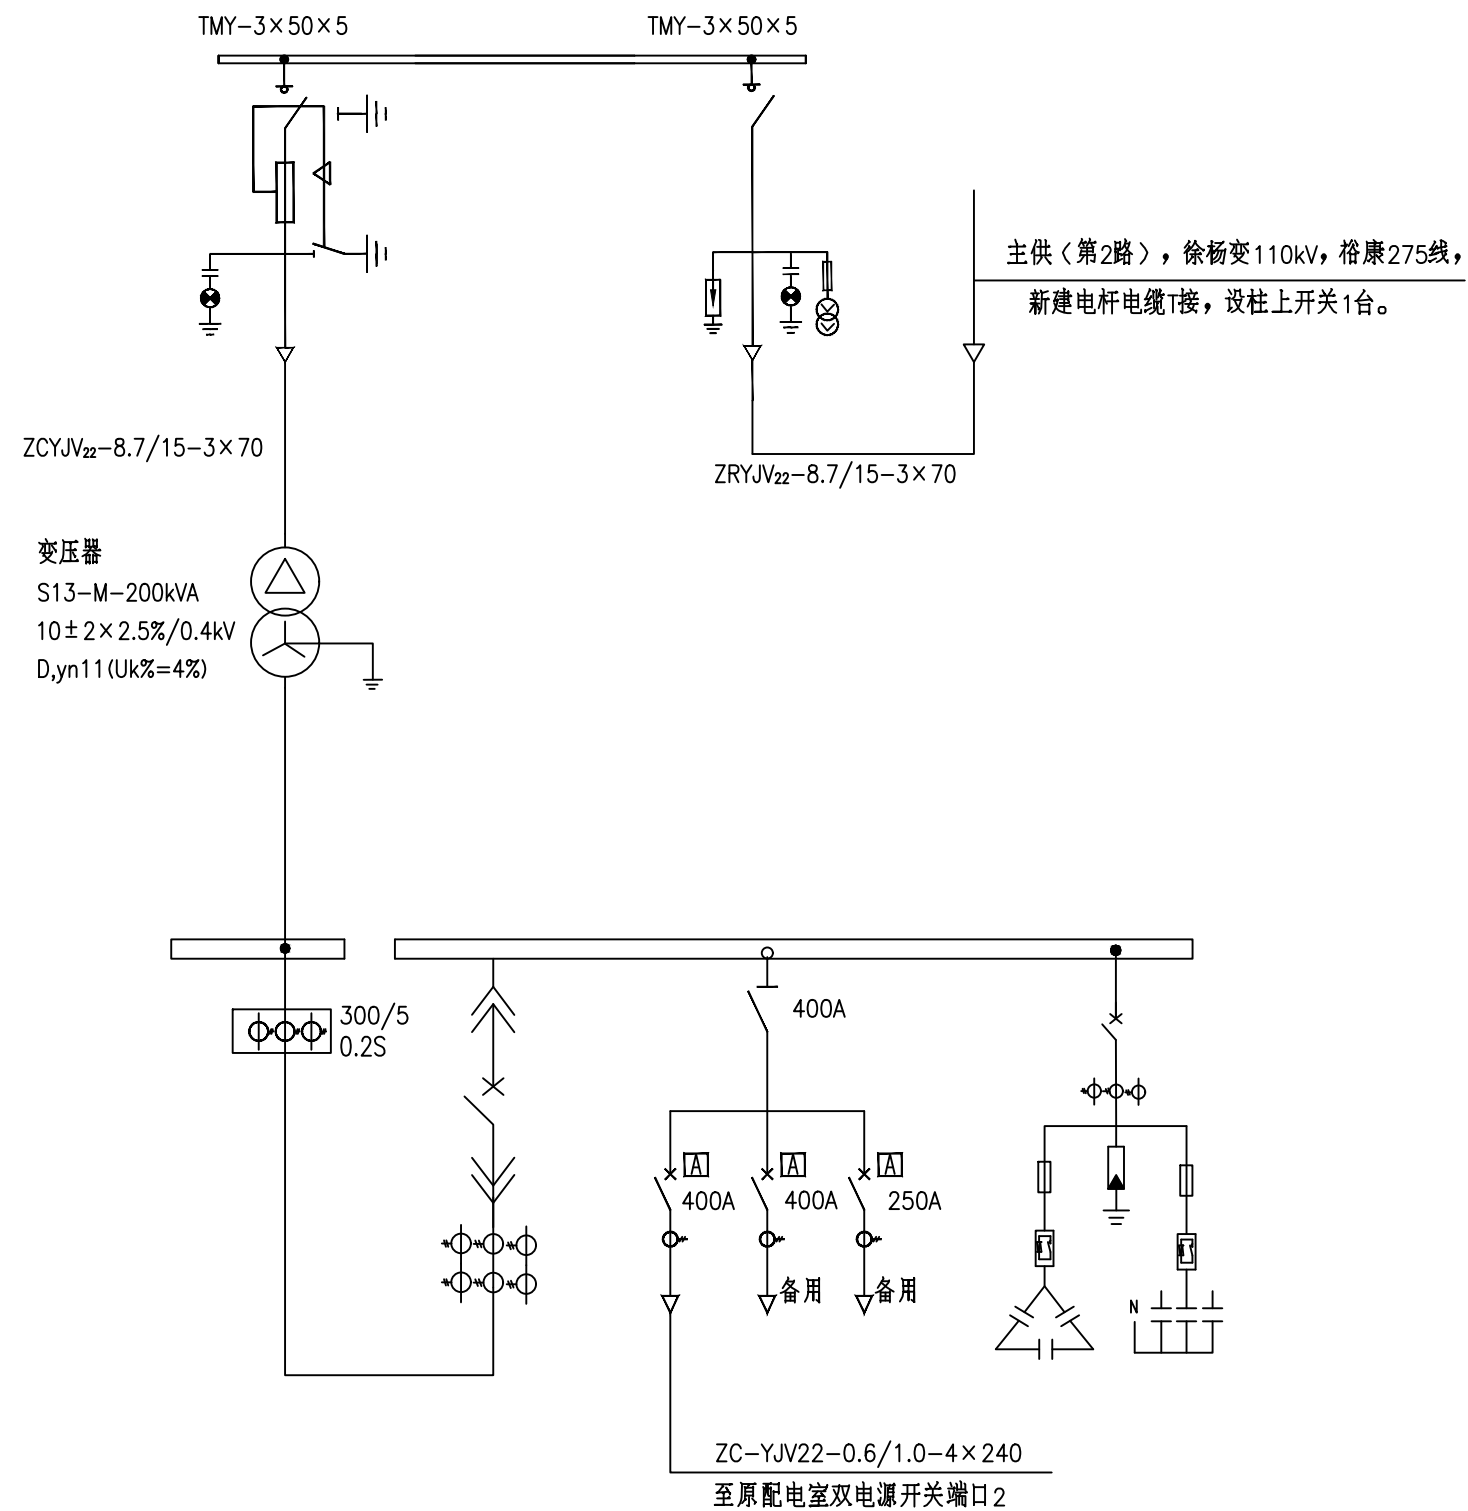 TMY-3×50×5
TMY-3×50×5
主供（第2路），徐杨变110kV，裕康275线，
新建电杆电缆T接，设柱上开关1台。
ZCYJV22-8.7/15-3×70
ZRYJV22-8.7/15-3×70
变压器
S13-M-200kVA
10±2×2.5%/0.4kV
D,yn11(Uk%=4%)
300/5
0.2S
400A
A
A
A
400A
400A
250A
备用
备用
N
ZC-YJV22-0.6/1.0-4×240
至原配电室双电源开关端口2